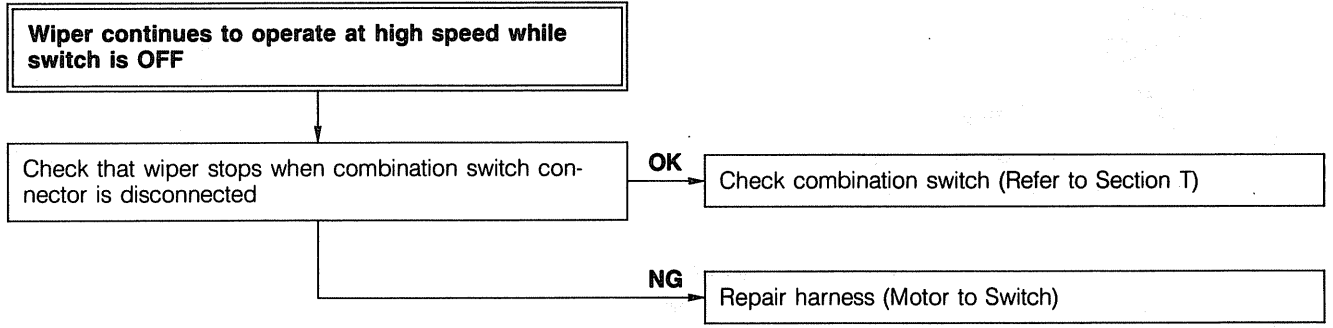 Wiper continues to operate at high speed while
switch is OFF
Check that wiper stops when combination switch con-
nector is disconnected
OK
Check combination switch (Refer to Section T)
NG
Repair harness (Motor to Switch)